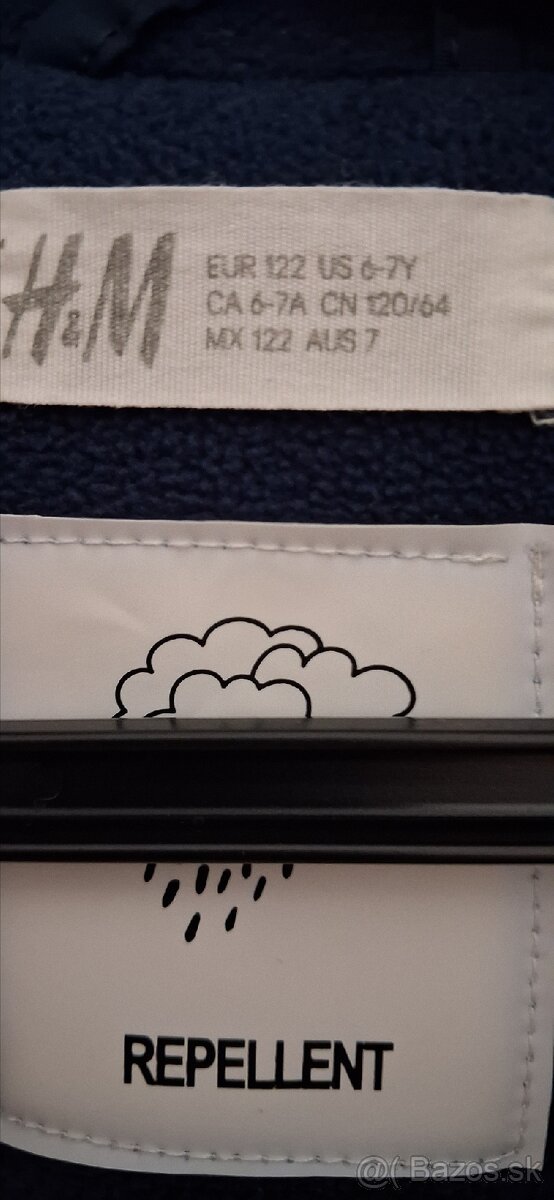 H&M
EUR 122 US 6-7Y
CA 6-7A CN 120/64
MX 122 AUS 7
REPELLENT
@( Bazos.sk